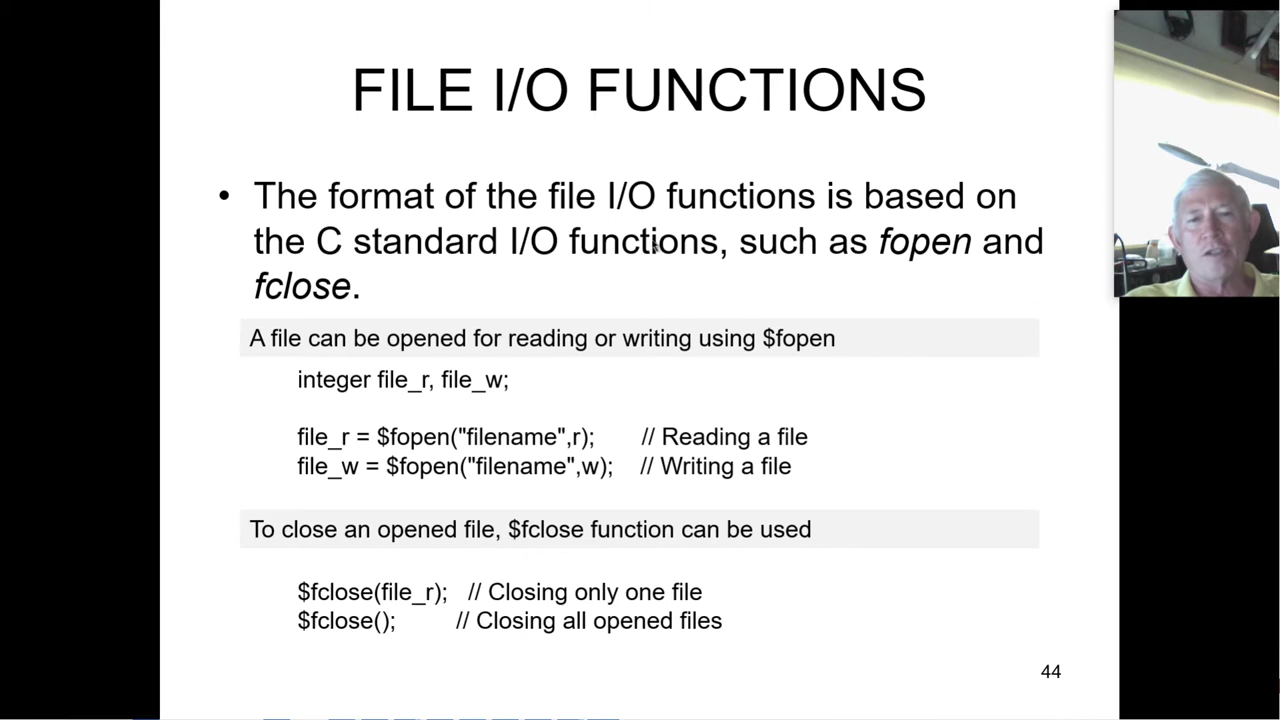 FILE I/O FUNCTIONS
• The format of the file I/O functions is based on
the C standard I/O functions, such as fopen and
fclose.
A file can be opened for reading or writing using $fopen
integer file_r, file_w;
file_r = $fopen("filename",r); // Reading a file
file_w = $fopen("filename",w); // Writing a file
To close an opened file, $fclose function can be used
$fclose(file_r); // Closing only one file
$fclose(); // Closing all opened files
44